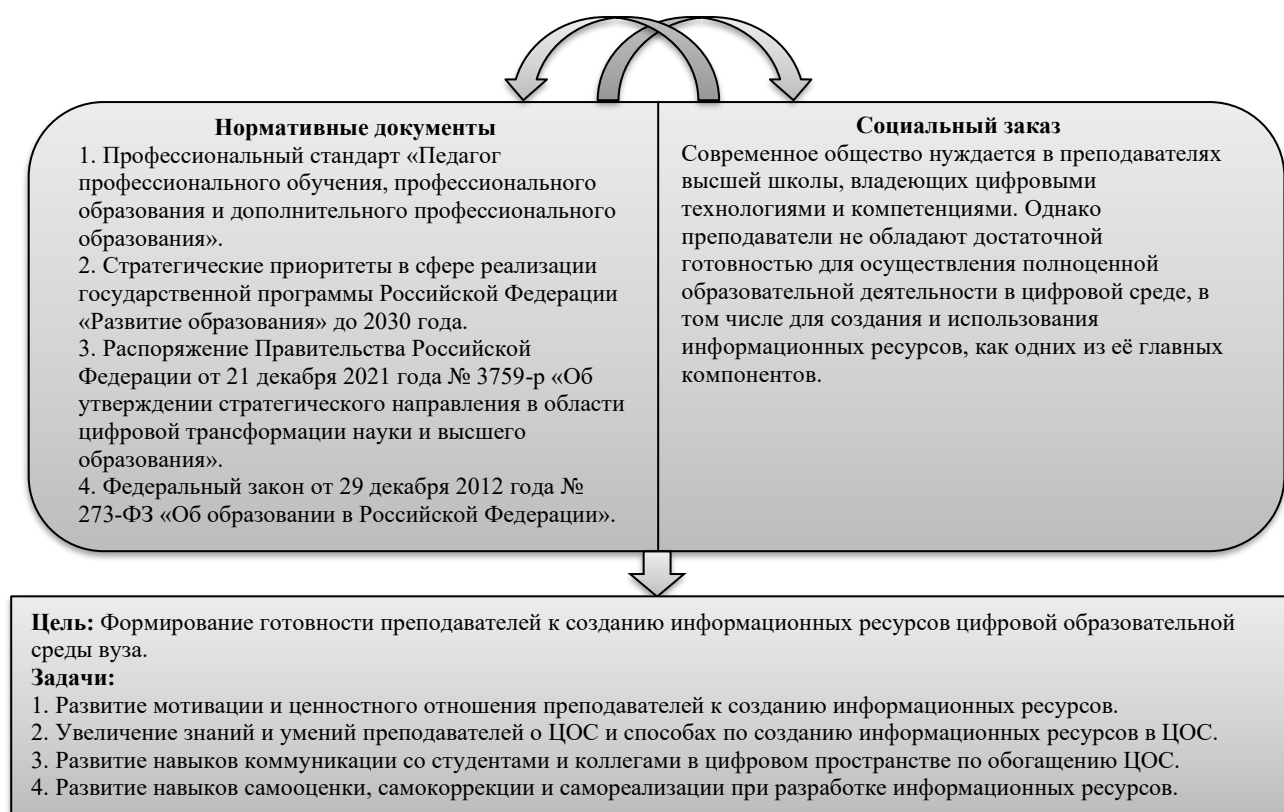 Нормативные документы
1. Профессиональный стандарт «Педагог
профессионального обучения, профессионального
образования и дополнительного профессионального
образования».
2. Стратегические приоритеты в сфере реализации
государственной программы Российской Федерации
«Развитие образования» до 2030 года.
3. Распоряжение Правительства Российской
Федерации от 21 декабря 2021 года № 3759-р «Об
утверждении стратегического направления в области
цифровой трансформации науки и высшего
образования».
4. Федеральный закон от 29 декабря 2012 года №
273-ФЗ «Об образовании в Российской Федерации».
Социальный заказ
Современное общество нуждается в преподавателях
высшей школы, владеющих цифровыми
технологиями и компетенциями. Однако
преподаватели не обладают достаточной
готовностью для осуществления полноценной
образовательной деятельности в цифровой среде, в
том числе для создания и использования
информационных ресурсов, как одних из её главных
компонентов.
Цель: Формирование готовности преподавателей к созданию информационных ресурсов цифровой образовательной
среды вуза.
Задачи:
1. Развитие мотивации и ценностного отношения преподавателей к созданию информационных ресурсов.
2. Увеличение знаний и умений преподавателей о ЦОС и способах по созданию информационных ресурсов в ЦОС.
3. Развитие навыков коммуникации со студентами и коллегами в цифровом пространстве по обогащению ЦОС.
4. Развитие навыков самооценки, самокоррекции и самореализации при разработке информационных ресурсов.